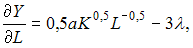 ∂Y/∂L = 0,5aK^0,5 L^−0,5 − 3λ,